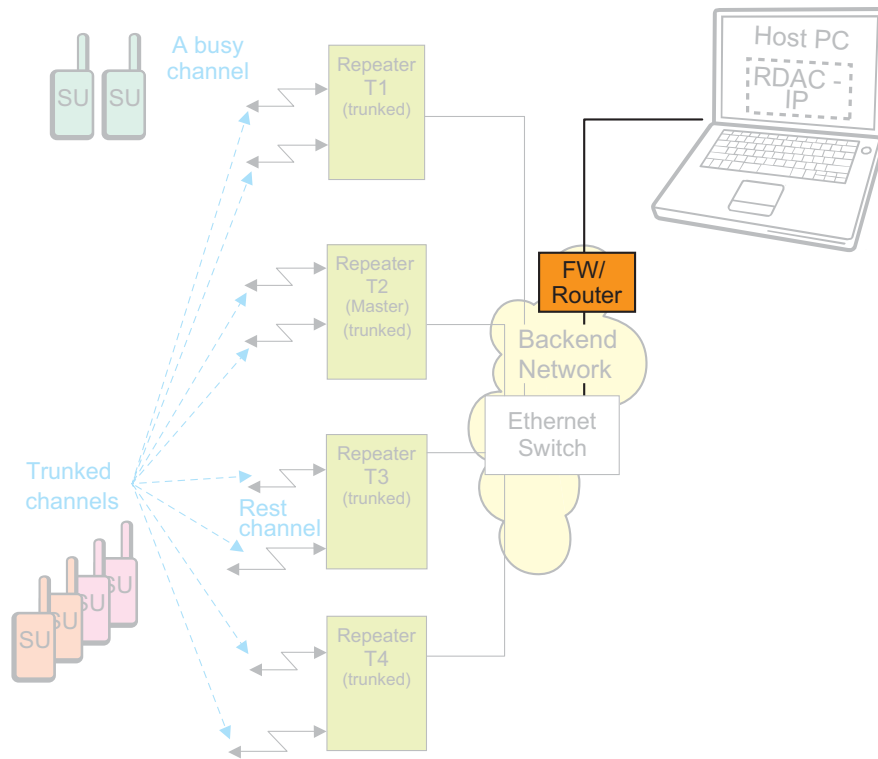 A busy
channel
SU
SU
Repeater
T1
(trunked)
Host PC
RDAC -
IP
Repeater
T2
(Master)
(trunked)
FW/
Router
Backend
Network
Ethernet
Switch
Repeater
T3
(trunked)
Trunked
channels
Rest
channel
SU
SU
SU
SU
Repeater
T4
(trunked)